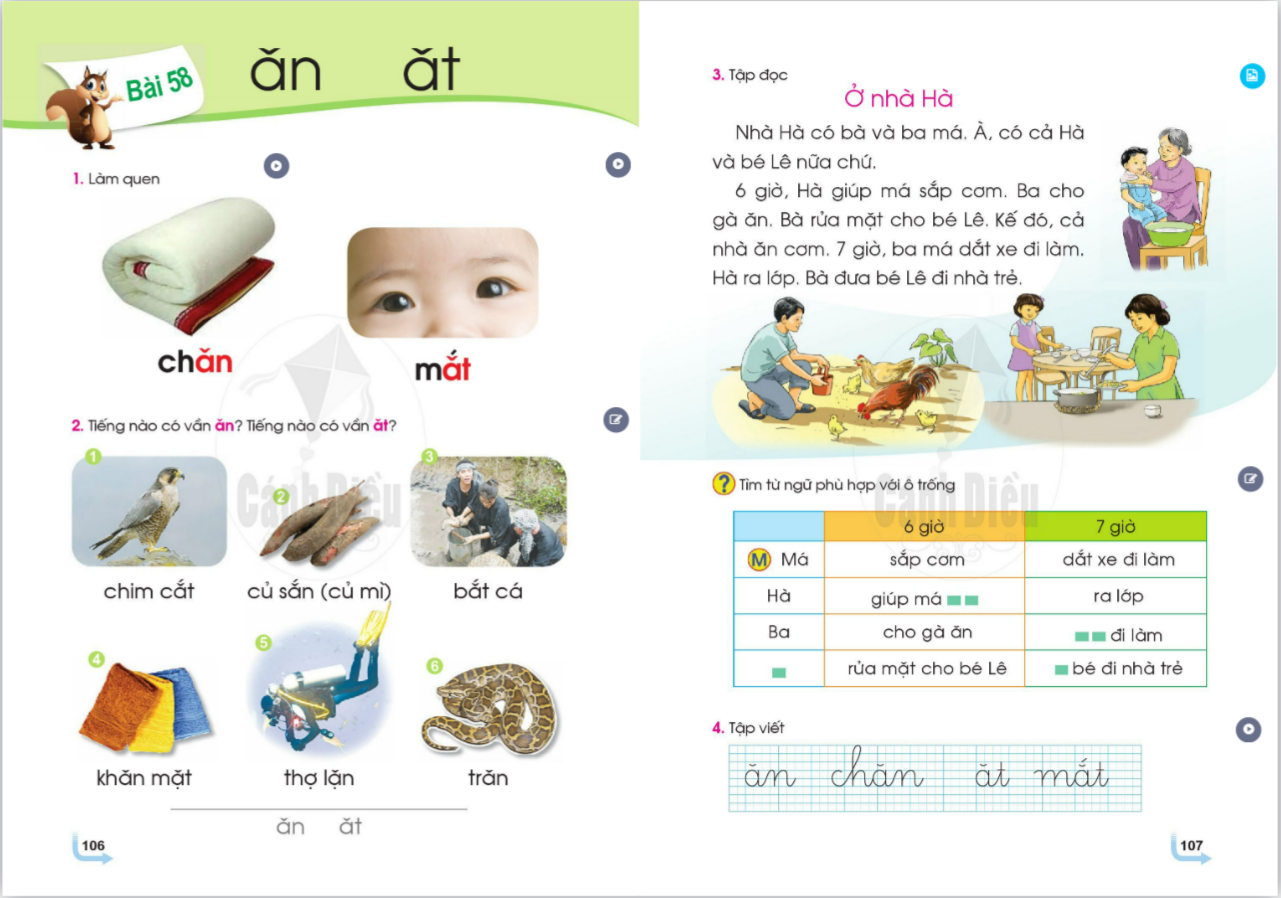 Bài 58
ăn ăt
1. Làm quen
chăn
mắt
2. Tiếng nào có vần ăn? Tiếng nào có vần ăt?
1
2
3
chim cắt
củ sắn (củ mì)
bắt cá
4
5
6
khăn mặt
thợ lặn
trăn
ăn ăt
106
Cánh Diều
3. Tập đọc
Ở nhà Hà
Nhà Hà có bà và ba má. À, có cả Hà
và bé Lê nữa chứ.
6 giờ, Hà giúp má sắp cơm. Ba cho
gà ăn. Bà rửa mặt cho bé Lê. Kế đó, cả
nhà ăn cơm. 7 giờ, ba má dắt xe đi làm.
Hà ra lớp. Bà đưa bé Lê đi nhà trẻ.
? Tìm từ ngữ phù hợp với ô trống
6 giờ 7 giờ
M Má sắp cơm dắt xe đi làm
Hà giúp má ra lớp
Ba cho gà ăn đi làm
rửa mặt cho bé Lê bé đi nhà trẻ
4. Tập viết
ăn chăn ăt mắt
107
Cánh Diều